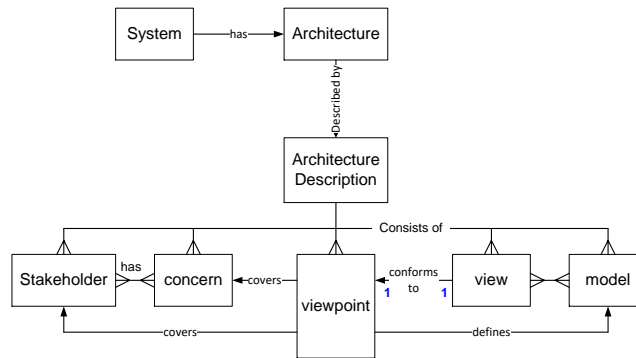 System
has
Architecture
Described by
Architecture
Description
Consists of
Stakeholder
has
concern
covers
viewpoint
conforms
to
1
1
view
model
covers
defines